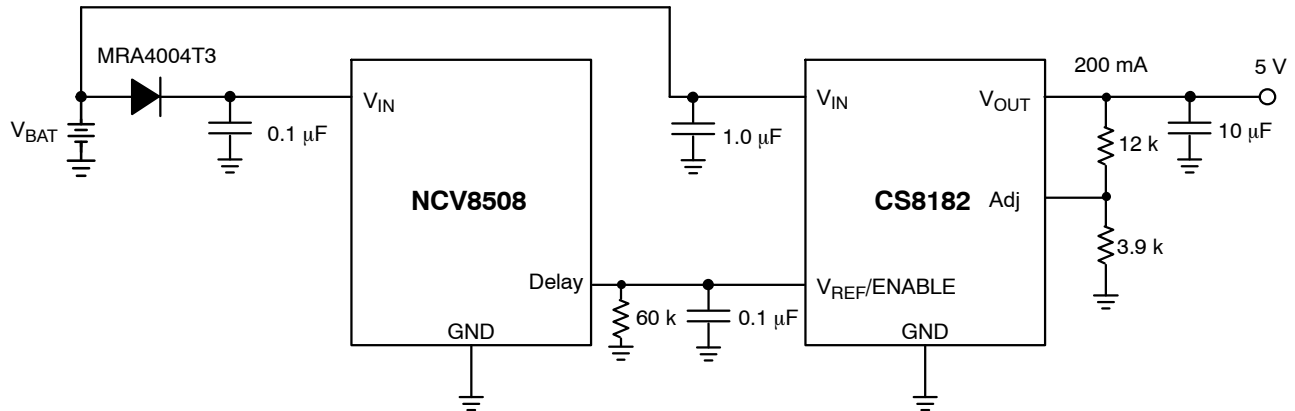 MRA4004T3
200 mA
5 V
V_IN
V_IN
V_OUT
V_BAT
0.1 μF
1.0 μF
12 k
10 μF
NCV8508
CS8182
Adj
3.9 k
Delay
V_REF/ENABLE
60 k
0.1 μF
GND
GND